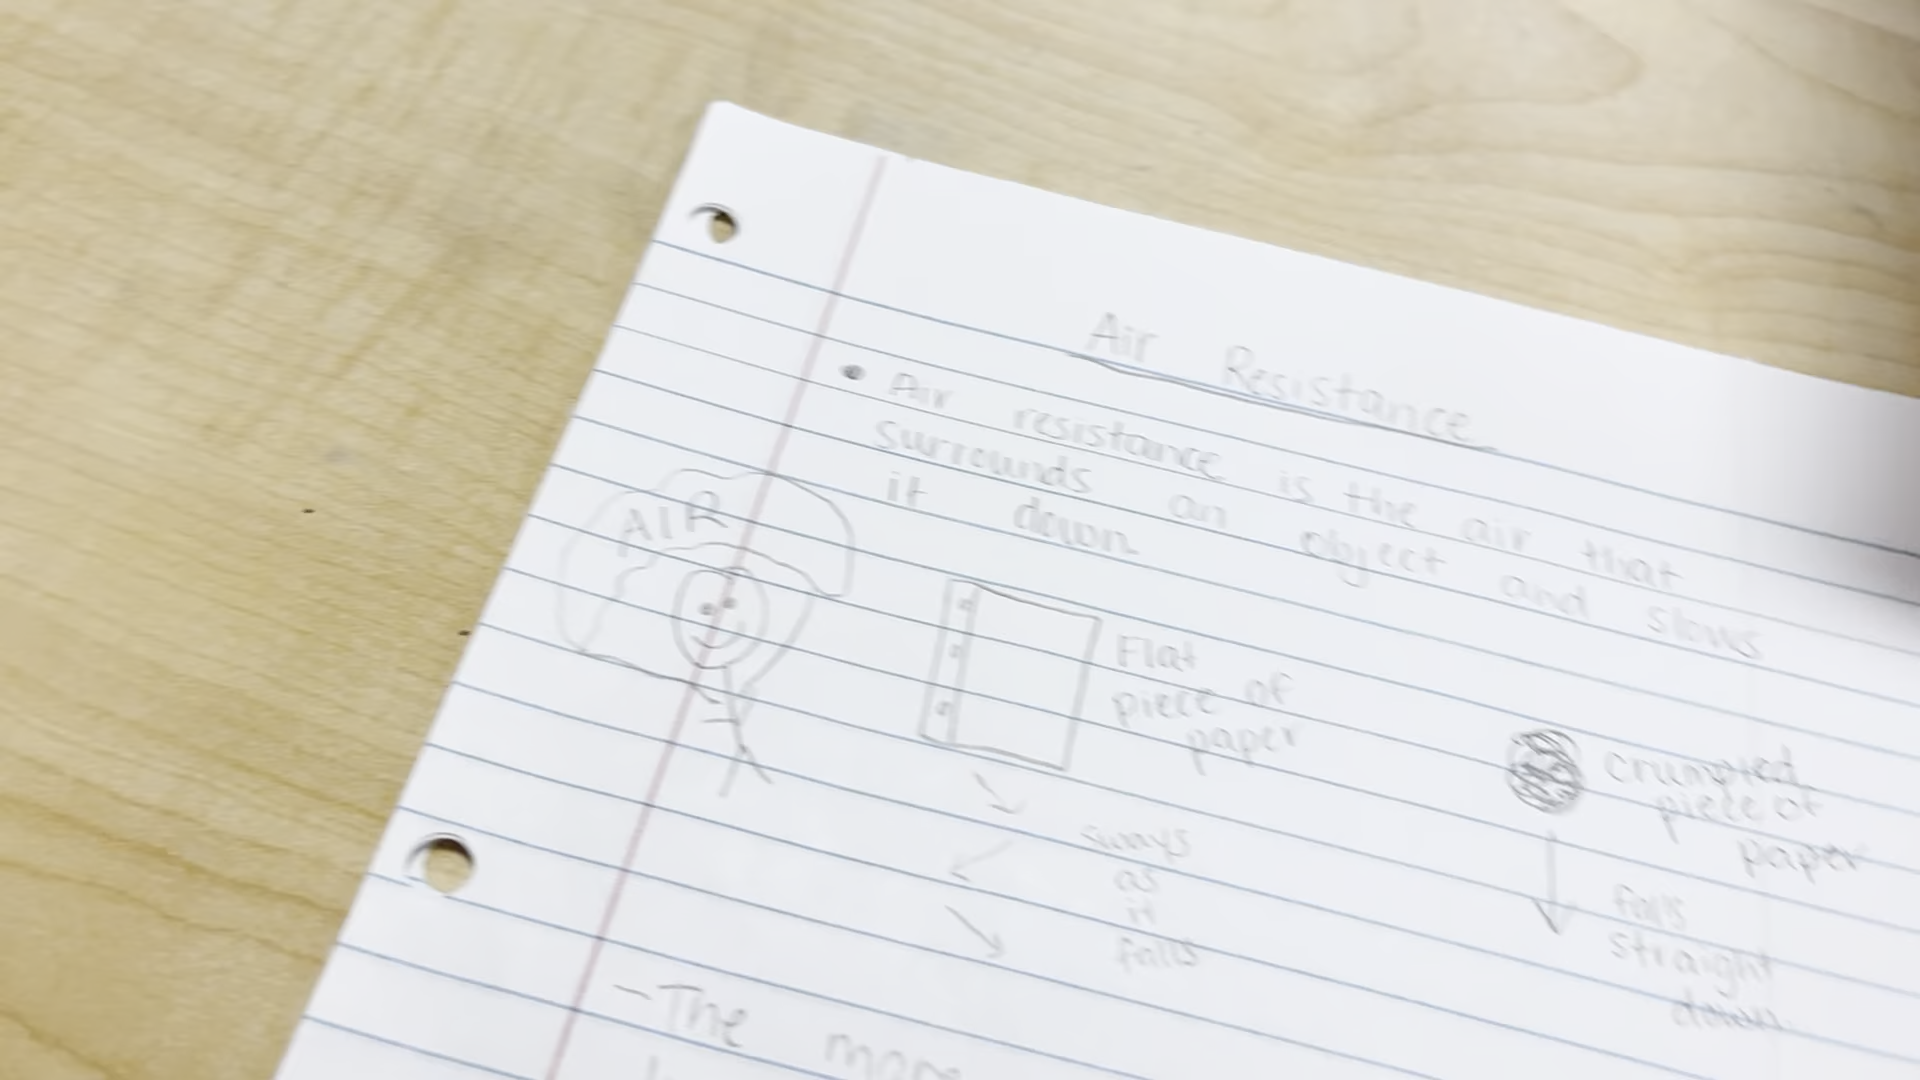 Air Resistance
• Air resistance is the air that
surrounds an object and slows
it down
AIR
Flat
piece of
paper
sways
as
it
falls
crumpled
piece of
paper
falls
straight
down.
- The more